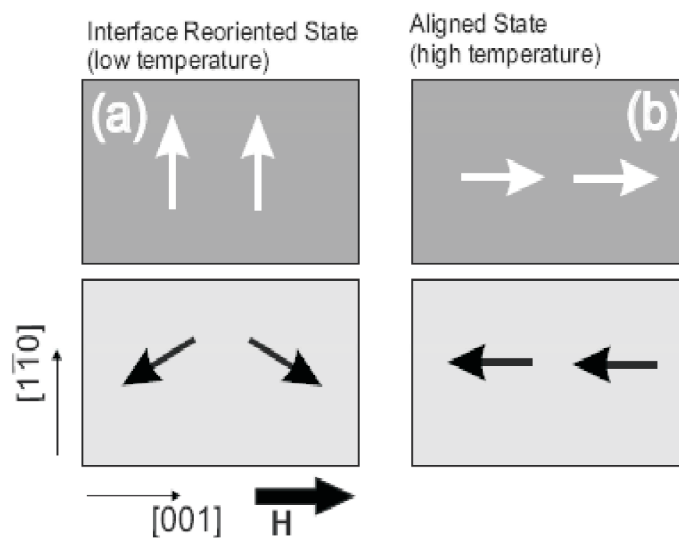 Interface Reoriented State
(low temperature)
Aligned State
(high temperature)
(a)
(b)
[11̅0]
[001]
H